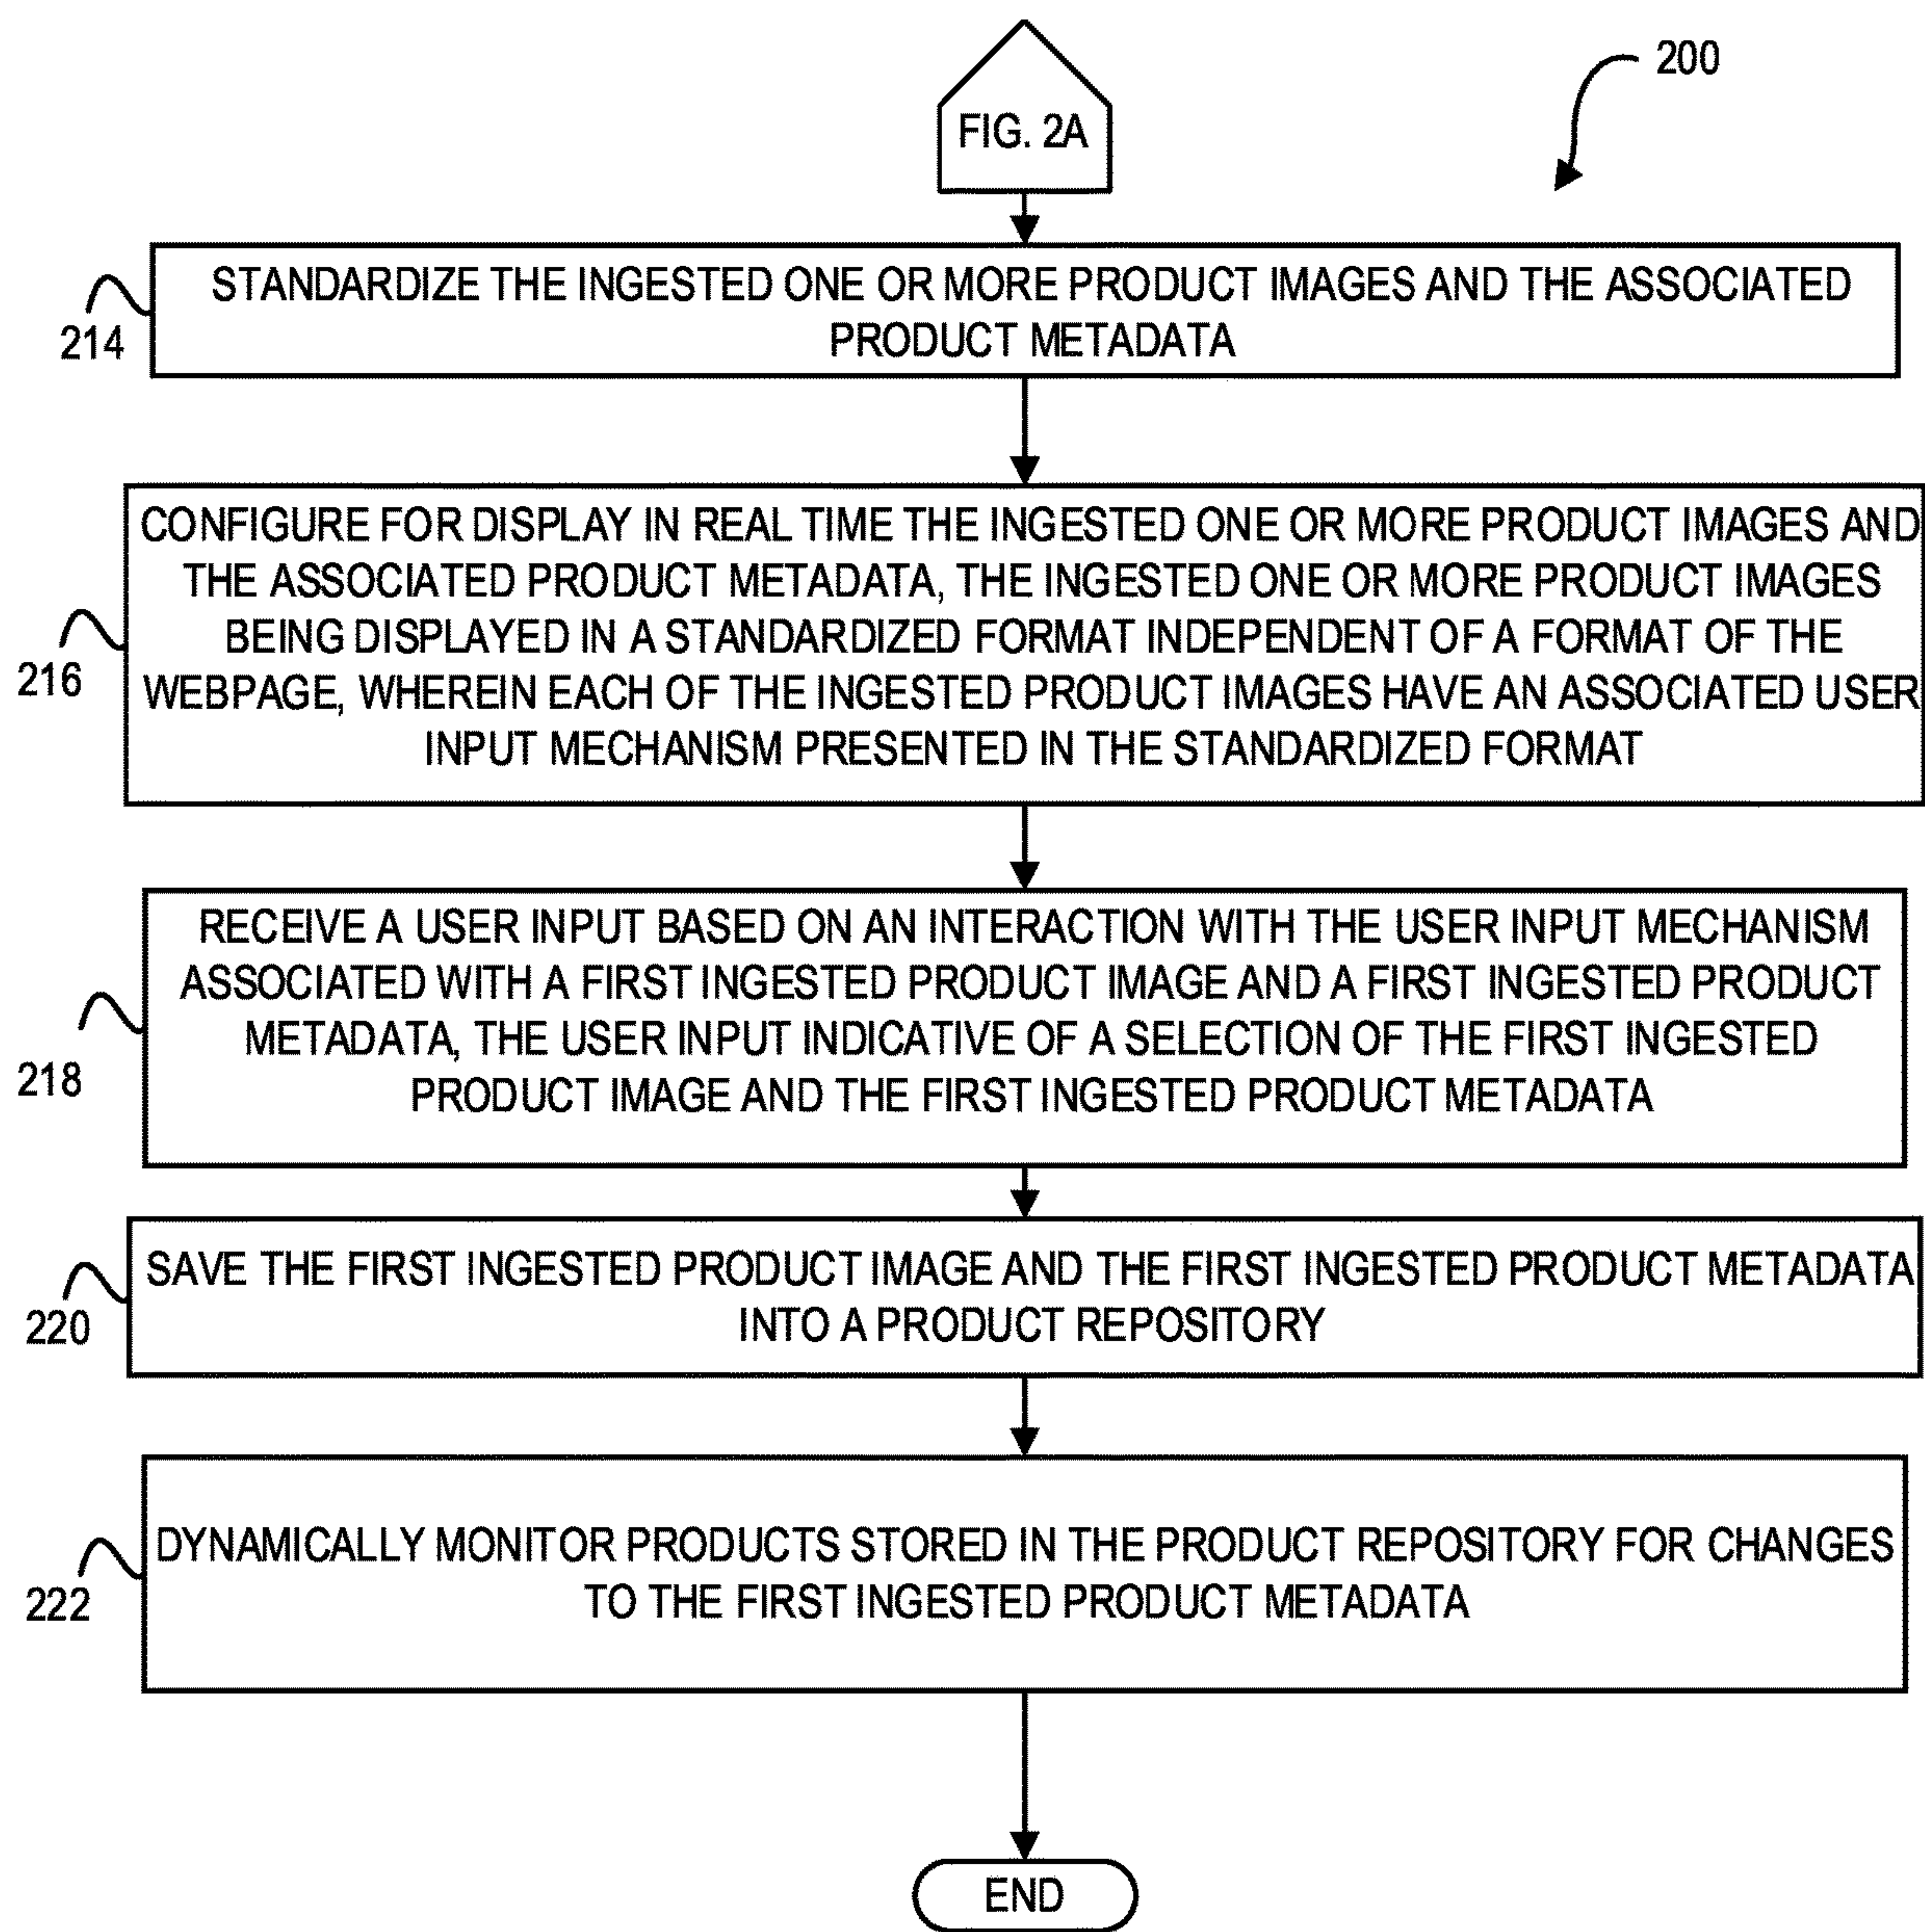 200
FIG. 2A
STANDARDIZE THE INGESTED ONE OR MORE PRODUCT IMAGES AND THE ASSOCIATED
PRODUCT METADATA
214
CONFIGURE FOR DISPLAY IN REAL TIME THE INGESTED ONE OR MORE PRODUCT IMAGES AND
THE ASSOCIATED PRODUCT METADATA, THE INGESTED ONE OR MORE PRODUCT IMAGES
BEING DISPLAYED IN A STANDARDIZED FORMAT INDEPENDENT OF A FORMAT OF THE
WEBPAGE, WHEREIN EACH OF THE INGESTED PRODUCT IMAGES HAVE AN ASSOCIATED USER
INPUT MECHANISM PRESENTED IN THE STANDARDIZED FORMAT
216
RECEIVE A USER INPUT BASED ON AN INTERACTION WITH THE USER INPUT MECHANISM
ASSOCIATED WITH A FIRST INGESTED PRODUCT IMAGE AND A FIRST INGESTED PRODUCT
METADATA, THE USER INPUT INDICATIVE OF A SELECTION OF THE FIRST INGESTED
PRODUCT IMAGE AND THE FIRST INGESTED PRODUCT METADATA
218
SAVE THE FIRST INGESTED PRODUCT IMAGE AND THE FIRST INGESTED PRODUCT METADATA
INTO A PRODUCT REPOSITORY
220
DYNAMICALLY MONITOR PRODUCTS STORED IN THE PRODUCT REPOSITORY FOR CHANGES
TO THE FIRST INGESTED PRODUCT METADATA
222
END